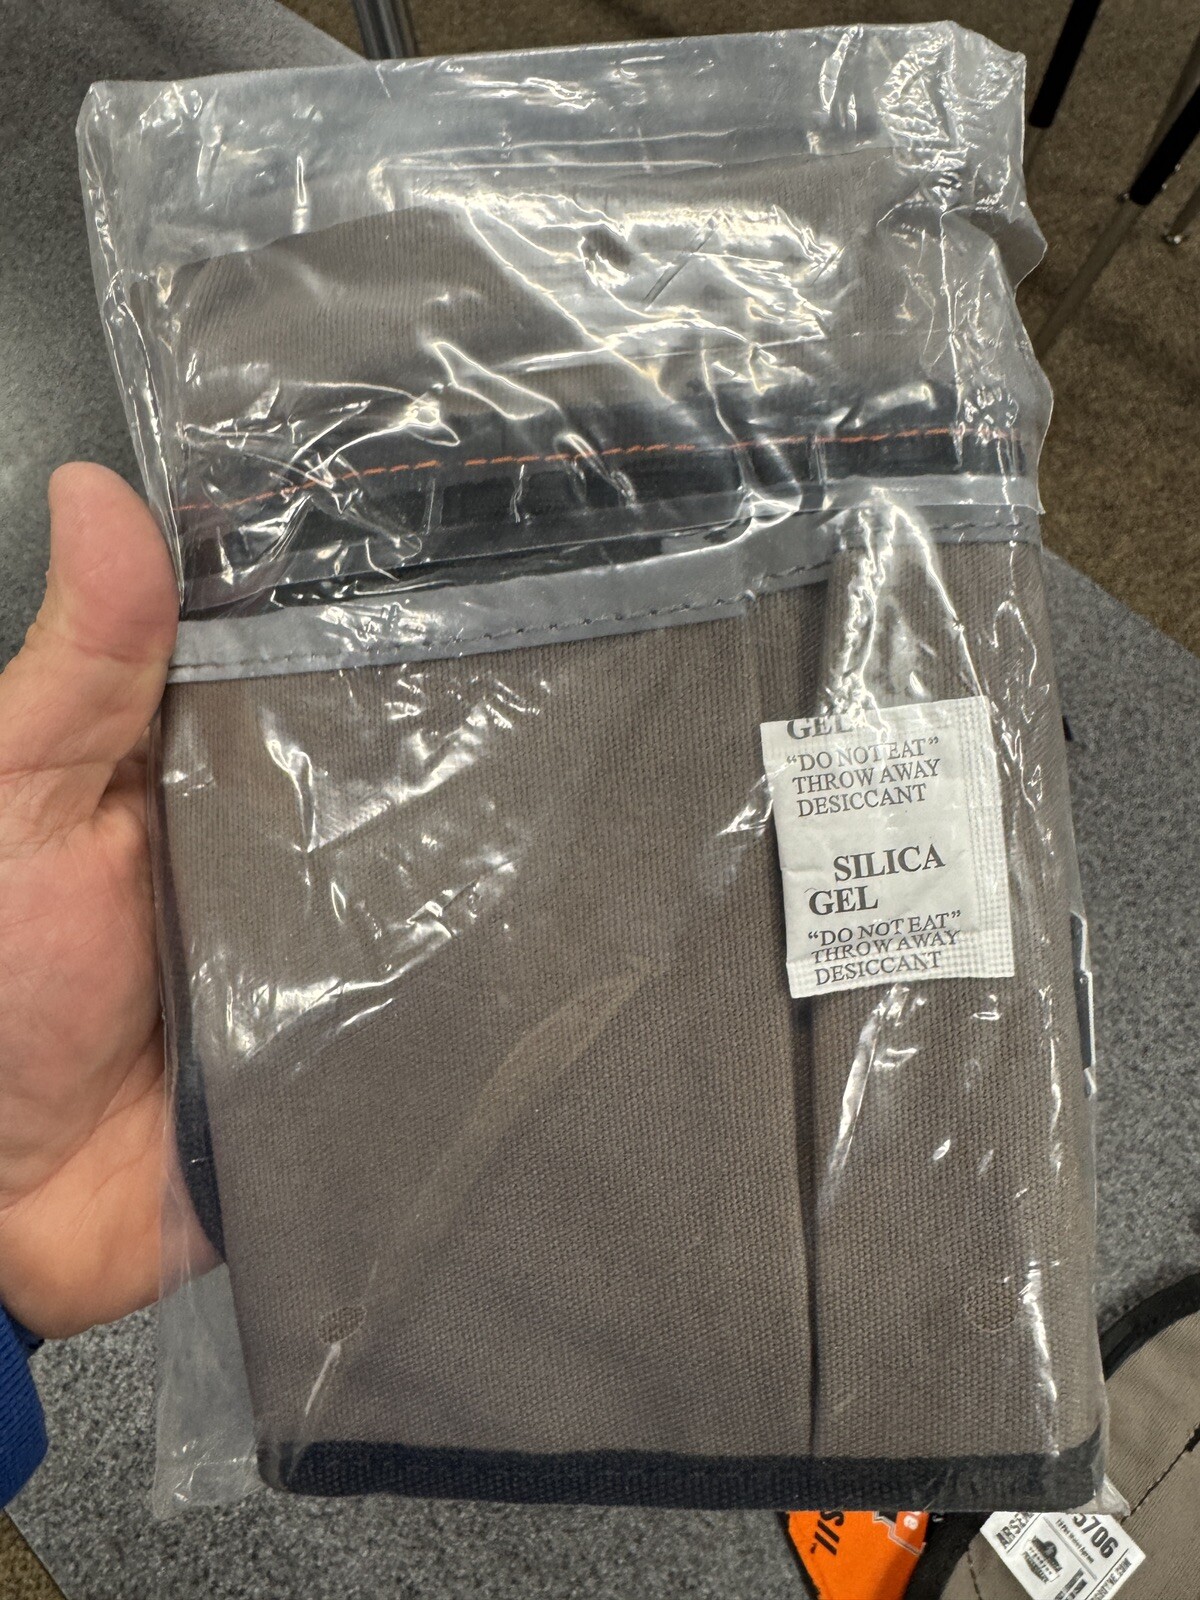 GEL
“DO NOT EAT”
THROW AWAY
DESICCANT
SILICA
GEL
“DO NOT EAT”
THROW AWAY
DESICCANT
5706